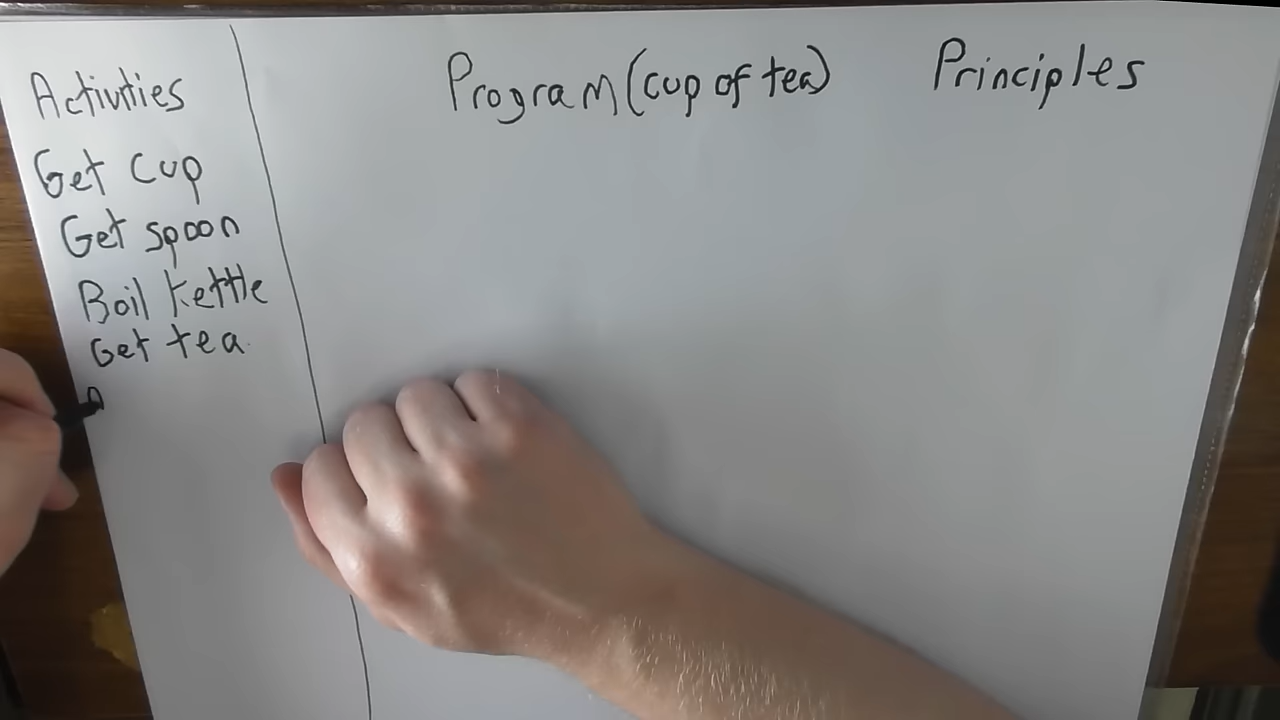 Activities
Program (cup of tea)
Principles
Get cup
Get spoon
Boil kettle
Get tea